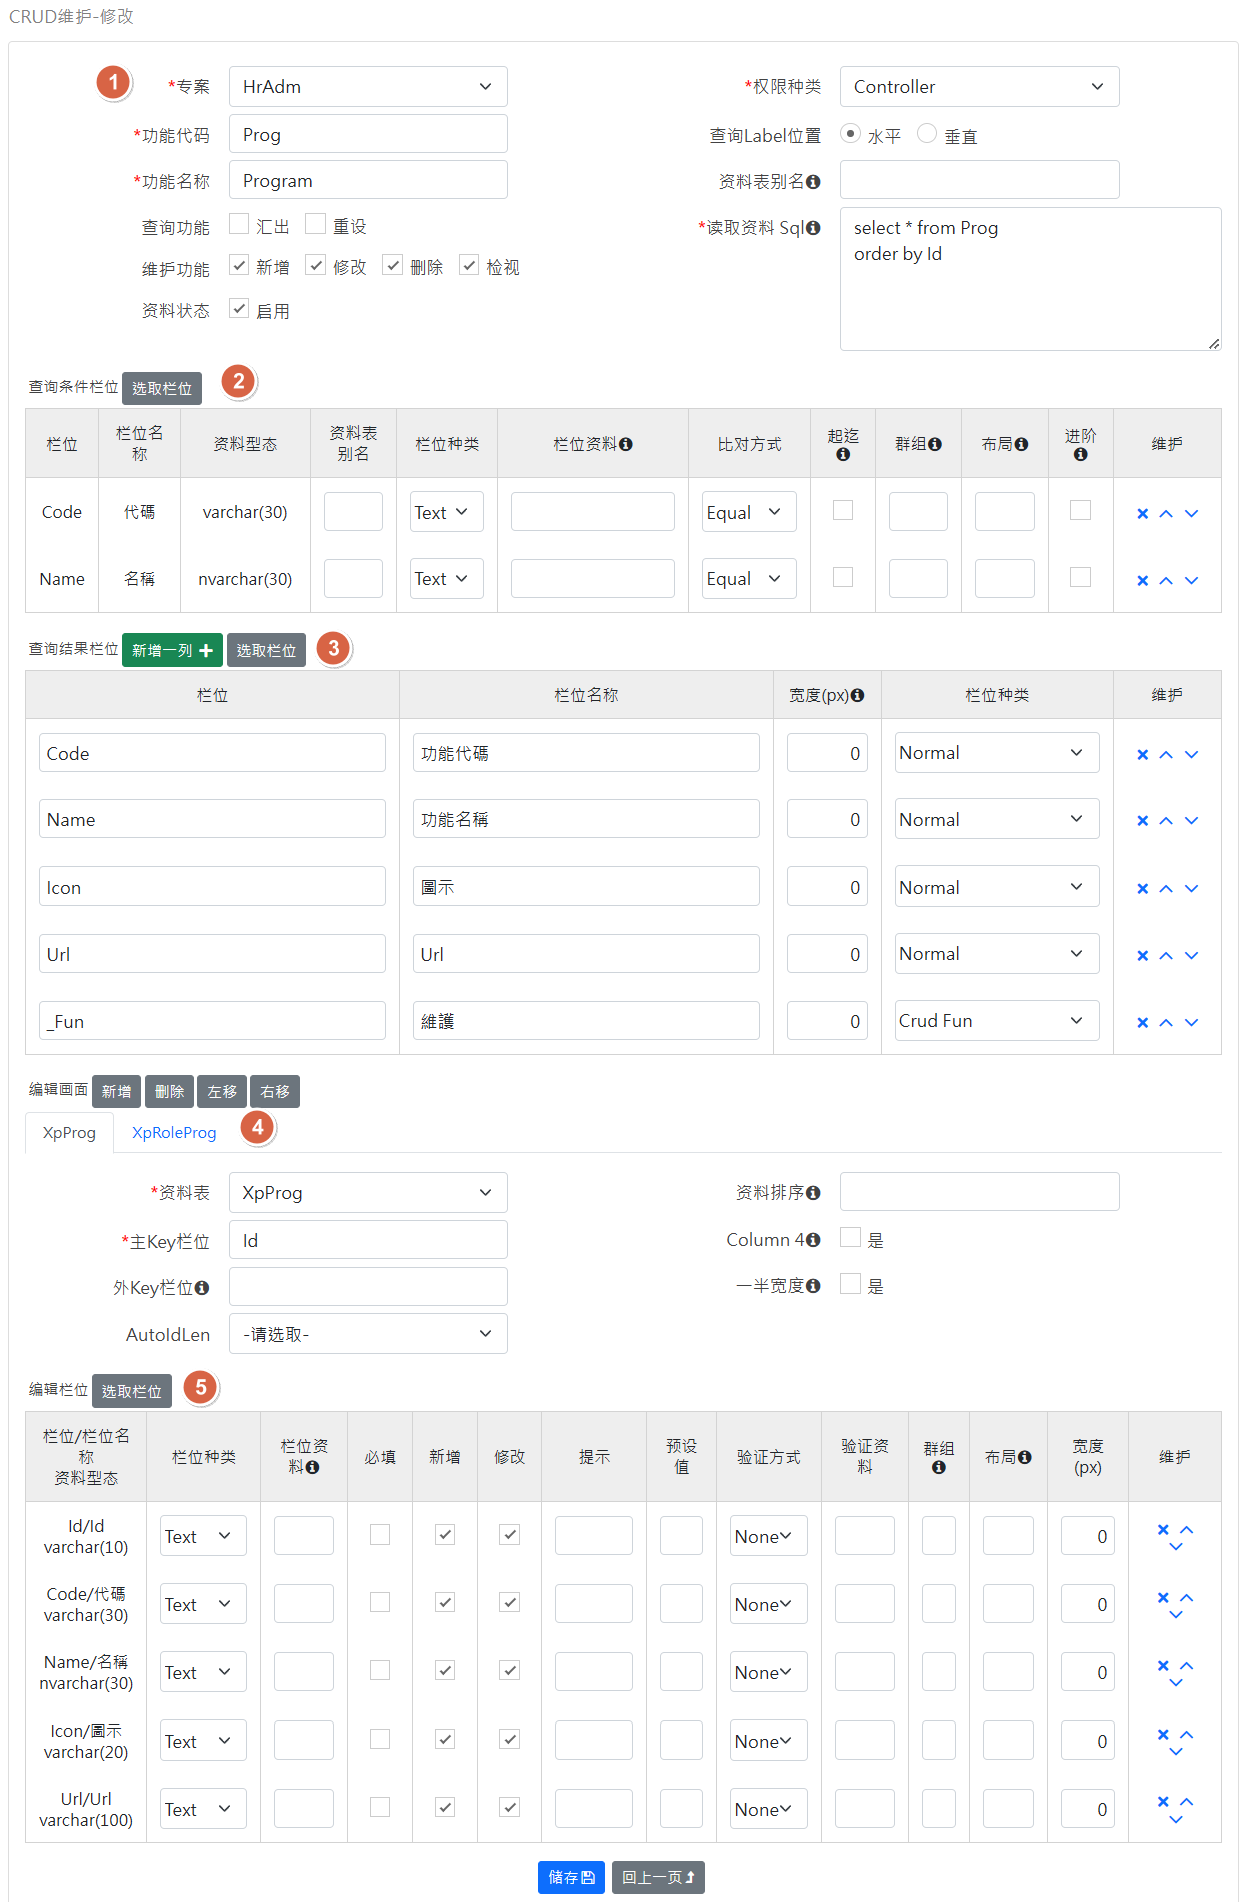 CRUD维护-修改
1
*专案 HrAdm *权限种类 Controller
*功能代码 Prog 查询Label位置 水平 垂直
*功能名称 Program 资料表别名
查询功能 汇出 重设 *读取资料 Sql select * from Prog
order by Id
维护功能 新增 修改 删除 检视
资料状态 启用
查询条件栏位 选取栏位 2
栏位 栏位名称 资料型态 资料表别名 栏位种类 栏位资料 比对方式 起迄 群组 布局 进阶 维护
Code 代碼 varchar(30) Text Equal
Name 名稱 nvarchar(30) Text Equal
查询结果栏位 新增一列 选取栏位 3
栏位 栏位名称 宽度(px) 栏位种类 维护
Code 功能代碼 0 Normal
Name 功能名稱 0 Normal
Icon 圖示 0 Normal
Url Url 0 Normal
_Fun 維護 0 Crud Fun
编辑画面 新增 删除 左移 右移
XpProg XpRoleProg 4
*资料表 XpProg 资料排序
*主Key栏位 Id Column 4 是
外Key栏位 一半宽度 是
AutoIdLen -请选取-
编辑栏位 选取栏位 5
栏位/栏位名称 资料型态 栏位种类 栏位资料 必填 新增 修改 提示 预设值 验证方式 验证资料 群组 布局 宽度(px) 维护
Id/Id varchar(10) Text None 0
Code/代碼 varchar(30) Text None 0
Name/名稱 nvarchar(30) Text None 0
Icon/圖示 varchar(20) Text None 0
Url/Url varchar(100) Text None 0
储存 回上一页